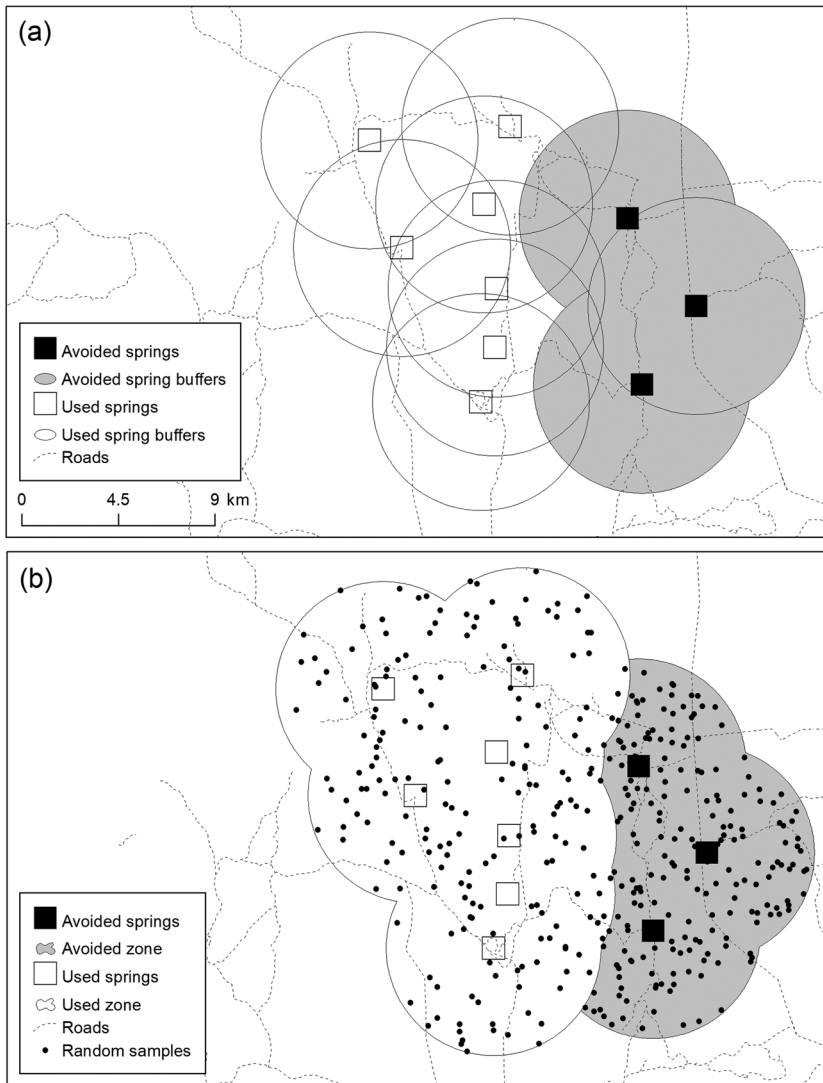 (a)
Avoided springs
Avoided spring buffers
Used springs
Used spring buffers
Roads
0 4.5 9 km
(b)
Avoided springs
Avoided zone
Used springs
Used zone
Roads
Random samples